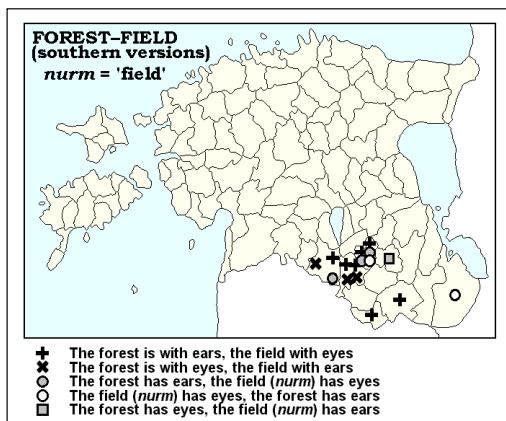 FOREST–FIELD
(southern versions)
nurm = 'field'
The forest is with ears, the field with eyes
The forest is with eyes, the field with ears
The forest has ears, the field (nurm) has eyes
The field (nurm) has eyes, the forest has ears
The forest has eyes, the field (nurm) has ears